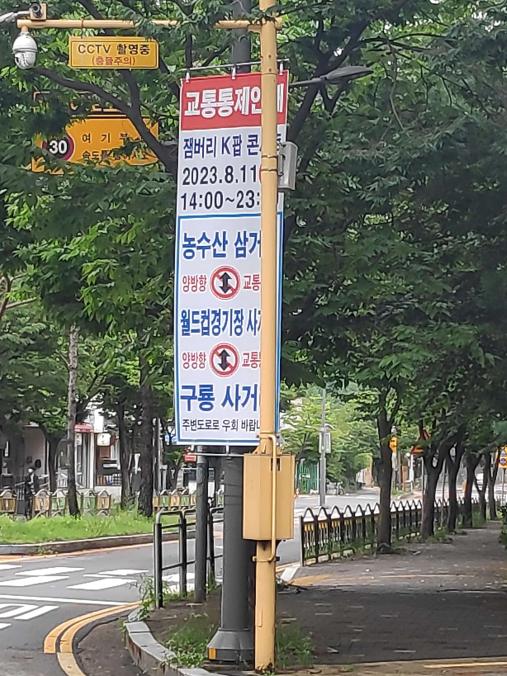 CCTV 촬영중
(충돌주의)
30
여기부
속도
교통통제안내
잼버리 K팝 콘
2023.8.11
14:00~23:
농수산 삼거
양방향 교통
월드컵경기장 사거
양방향 교통
구룡 사거
주변도로로 우회 바랍니